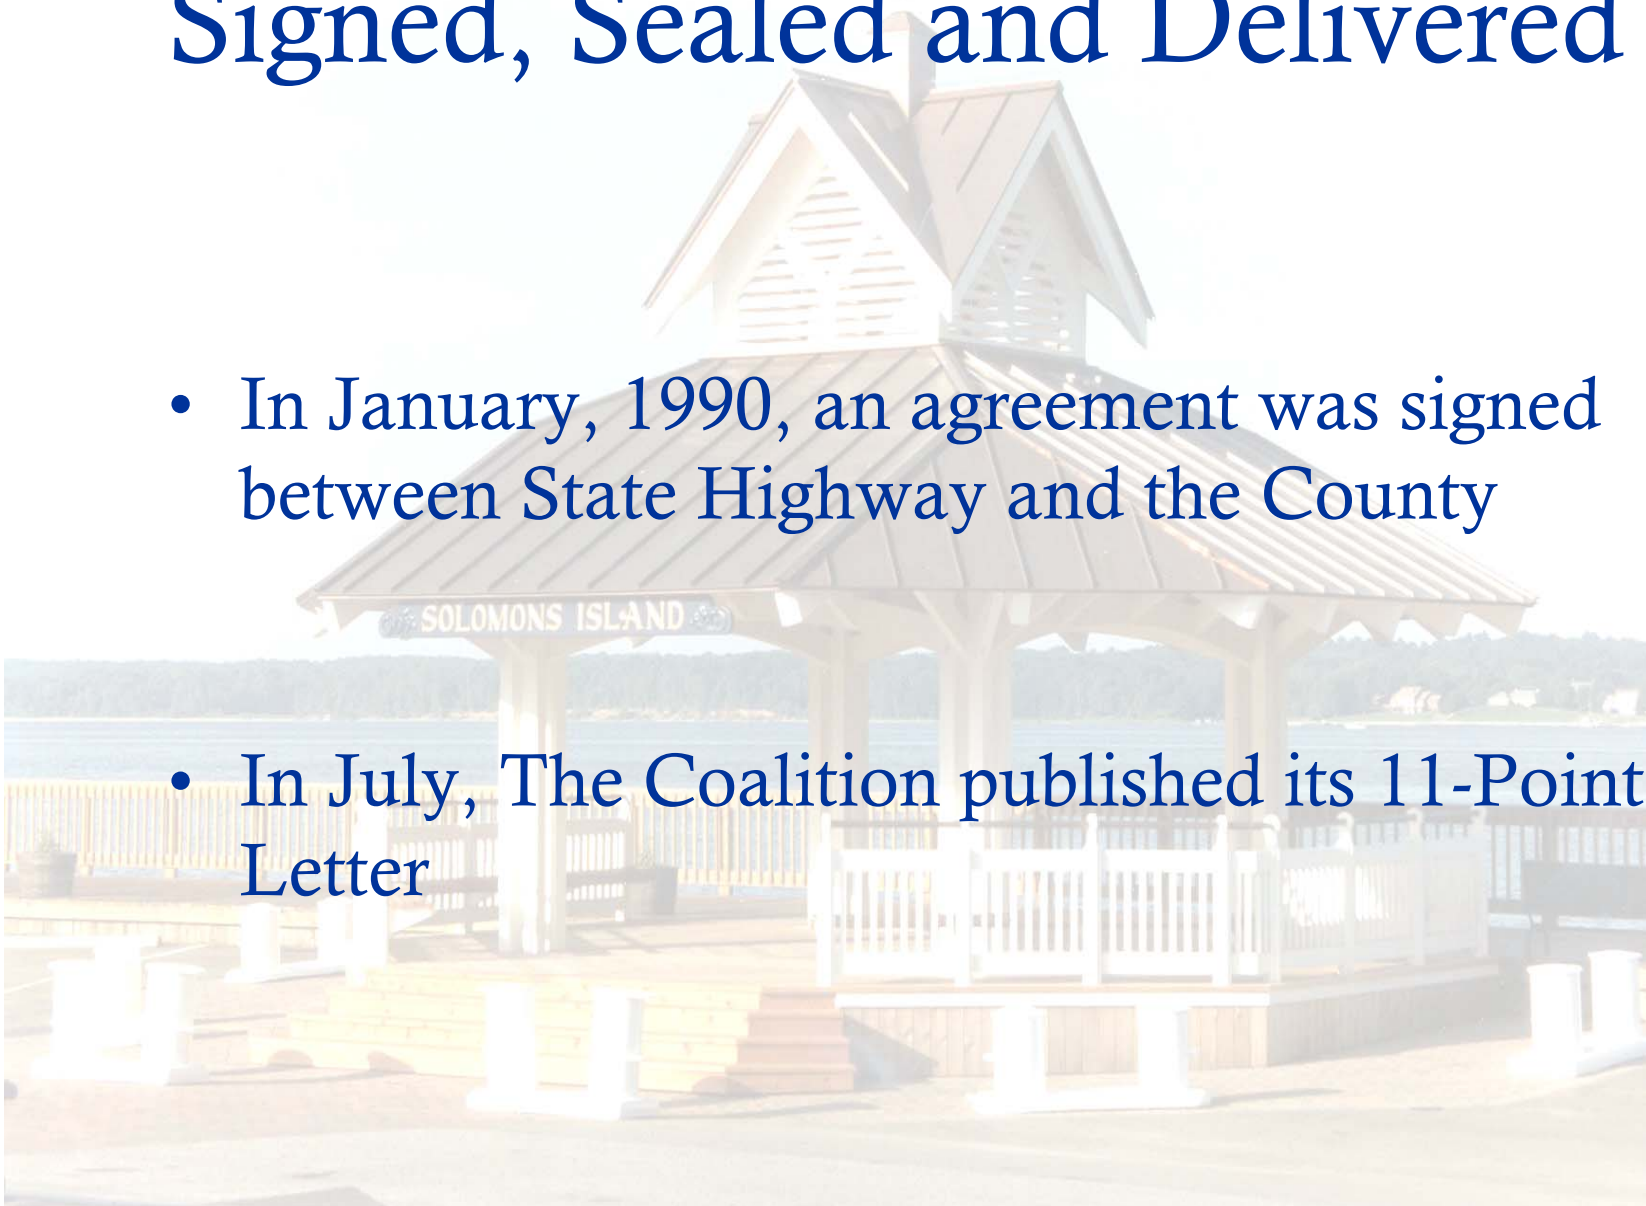 Signed, Sealed and Delivered
• In January, 1990, an agreement was signed
between State Highway and the County
SOLOMONS ISLAND
• In July, The Coalition published its 11-Point
Letter